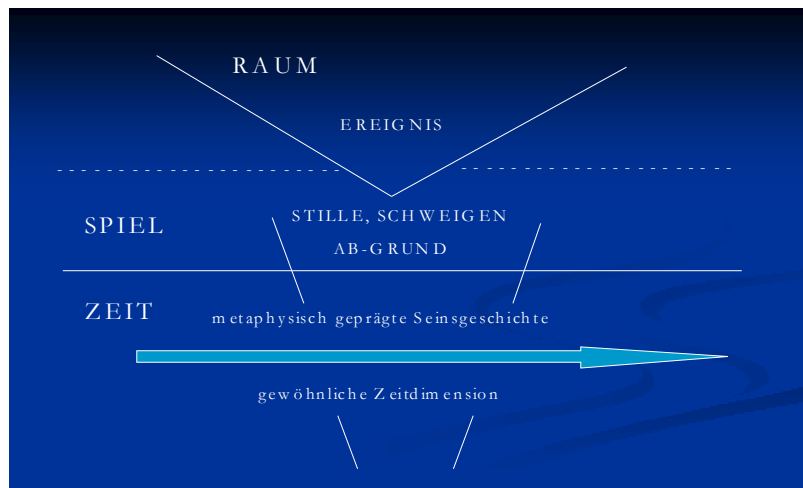 RAUM
EREIGNIS
STILLE, SCHWEIGEN
SPIEL
AB-GRUND
ZEIT
metaphysisch geprägte Seinsgeschichte
gewöhnliche Zeitdimension